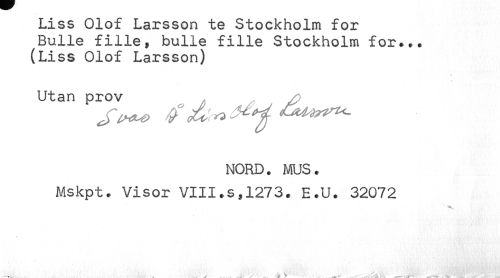 Liss Olof Larsson te Stockholm for
Bulle fille, bulle fille Stockholm for...
(Liss Olof Larsson)
Utan prov
Liss Olof Larsson
NORD. MUS.
Mskpt. Visor VIII.s,1273. E.U. 32072